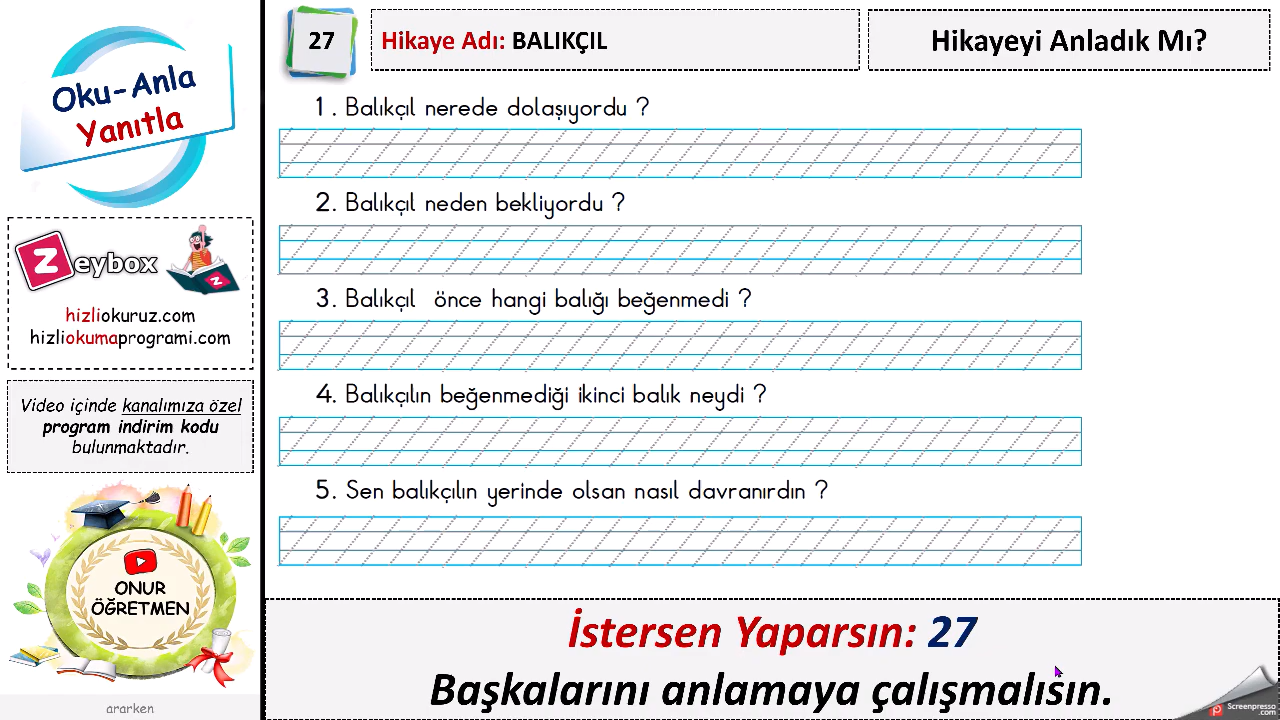 Oku-Anla
Yanıtla
Zeybox
hizliokuruz.com
hizliokumaprogrami.com
Video içinde kanalımıza özel
program indirim kodu
bulunmaktadır.
ONUR
ÖĞRETMEN
ararken
27
Hikaye Adı: BALIKÇIL
Hikayeyi Anladık Mı?
1. Balıkçıl nerede dolaşıyordu ?
2. Balıkçıl neden bekliyordu ?
3. Balıkçıl önce hangi balığı beğenmedi ?
4. Balıkçılın beğenmediği ikinci balık neydi ?
5. Sen balıkçılın yerinde olsan nasıl davranırdın ?
İstersen Yaparsın: 27
Başkalarını anlamaya çalışmalısın.
Screenpresso
.com